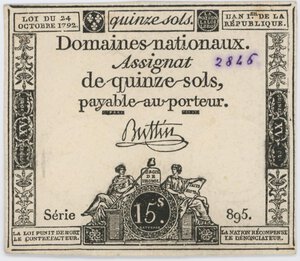 LOI DU 24 OCTOBRE 1792.
quinze sols.
L'AN 1er. DE LA RÉPUBLIQUE.
Domaines nationaux.
Assignat
2846
de quinze sols,
payable au porteur.
Buttin
15.s
Série 895.
LA LOI PUNIT DE MORT
LE CONTREFACTEUR.
LA NATION RÉCOMPENSE
LE DÉNONCIATEUR.